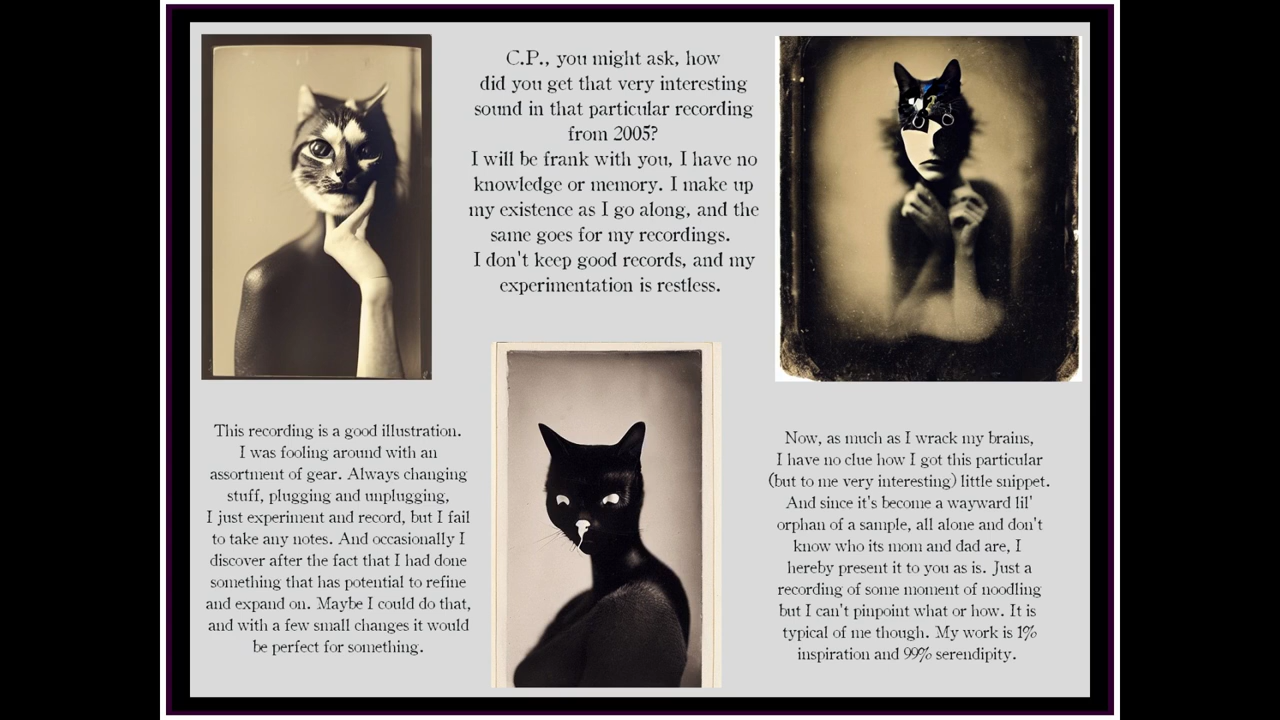 C.P., you might ask, how
did you get that very interesting
sound in that particular recording
from 2005?
I will be frank with you, I have no
knowledge or memory. I make up
my existence as I go along, and the
same goes for my recordings.
I don't keep good records, and my
experimentation is restless.
This recording is a good illustration.
I was fooling around with an
assortment of gear. Always changing
stuff, plugging and unplugging,
I just experiment and record, but I fail
to take any notes. And occasionally I
discover after the fact that I had done
something that has potential to refine
and expand on. Maybe I could do that,
and with a few small changes it would
be perfect for something.
Now, as much as I wrack my brains,
I have no clue how I got this particular
(but to me very interesting) little snippet.
And since it's become a wayward lil'
orphan of a sample, all alone and don't
know who its mom and dad are, I
hereby present it to you as is. Just a
recording of some moment of noodling
but I can't pinpoint what or how. It is
typical of me though. My work is 1%
inspiration and 99% serendipity.